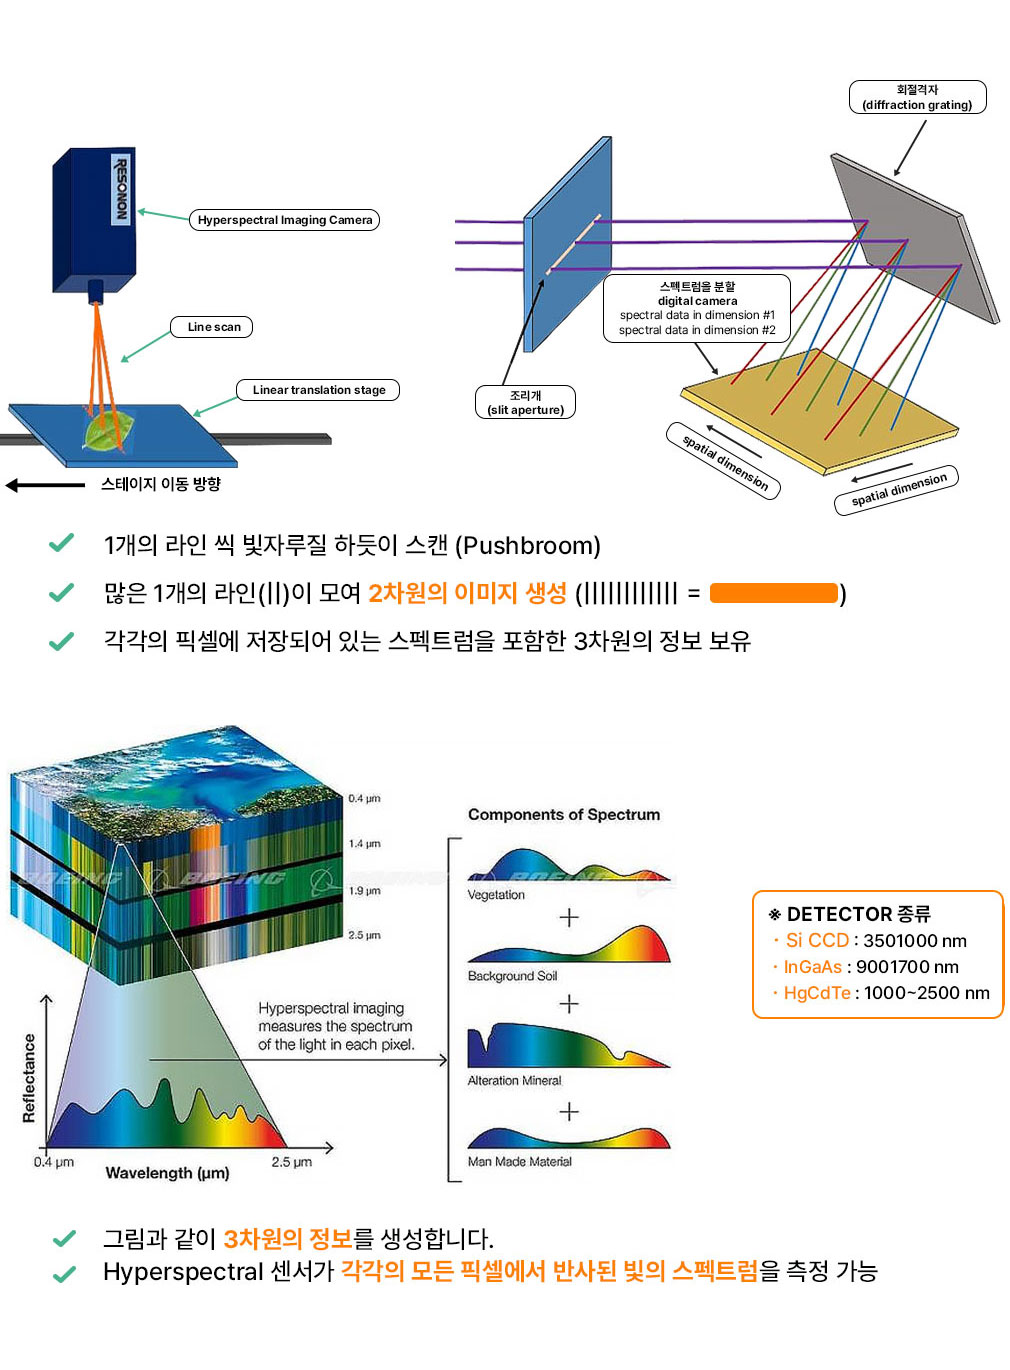 회절격자
(diffraction grating)
RESONON
Hyperspectral Imaging Camera
스펙트럼을 분할
digital camera
spectral data in dimension #1
spectral data in dimension #2
Line scan
Linear translation stage
조리개
(slit aperture)
spatial dimension
spatial dimension
스테이지 이동 방향
1개의 라인 씩 빛자루질 하듯이 스캔 (Pushbroom)
많은 1개의 라인(||)이 모여 2차원의 이미지 생성 (|||||||||||| = )
각각의 픽셀에 저장되어 있는 스펙트럼을 포함한 3차원의 정보 보유
0.4 µm
1.4 µm
1.9 µm
2.5 µm
BOEING
BOEING
BOEING
BOEING
Components of Spectrum
Vegetation
+
Background Soil
+
Alteration Mineral
+
Man Made Material
Hyperspectral imaging
measures the spectrum
of the light in each pixel.
Reflectance
0.4 µm
2.5 µm
Wavelength (µm)
※ DETECTOR 종류
· Si CCD : 3501000 nm
· InGaAs : 9001700 nm
· HgCdTe : 1000~2500 nm
그림과 같이 3차원의 정보를 생성합니다.
Hyperspectral 센서가 각각의 모든 픽셀에서 반사된 빛의 스펙트럼을 측정 가능